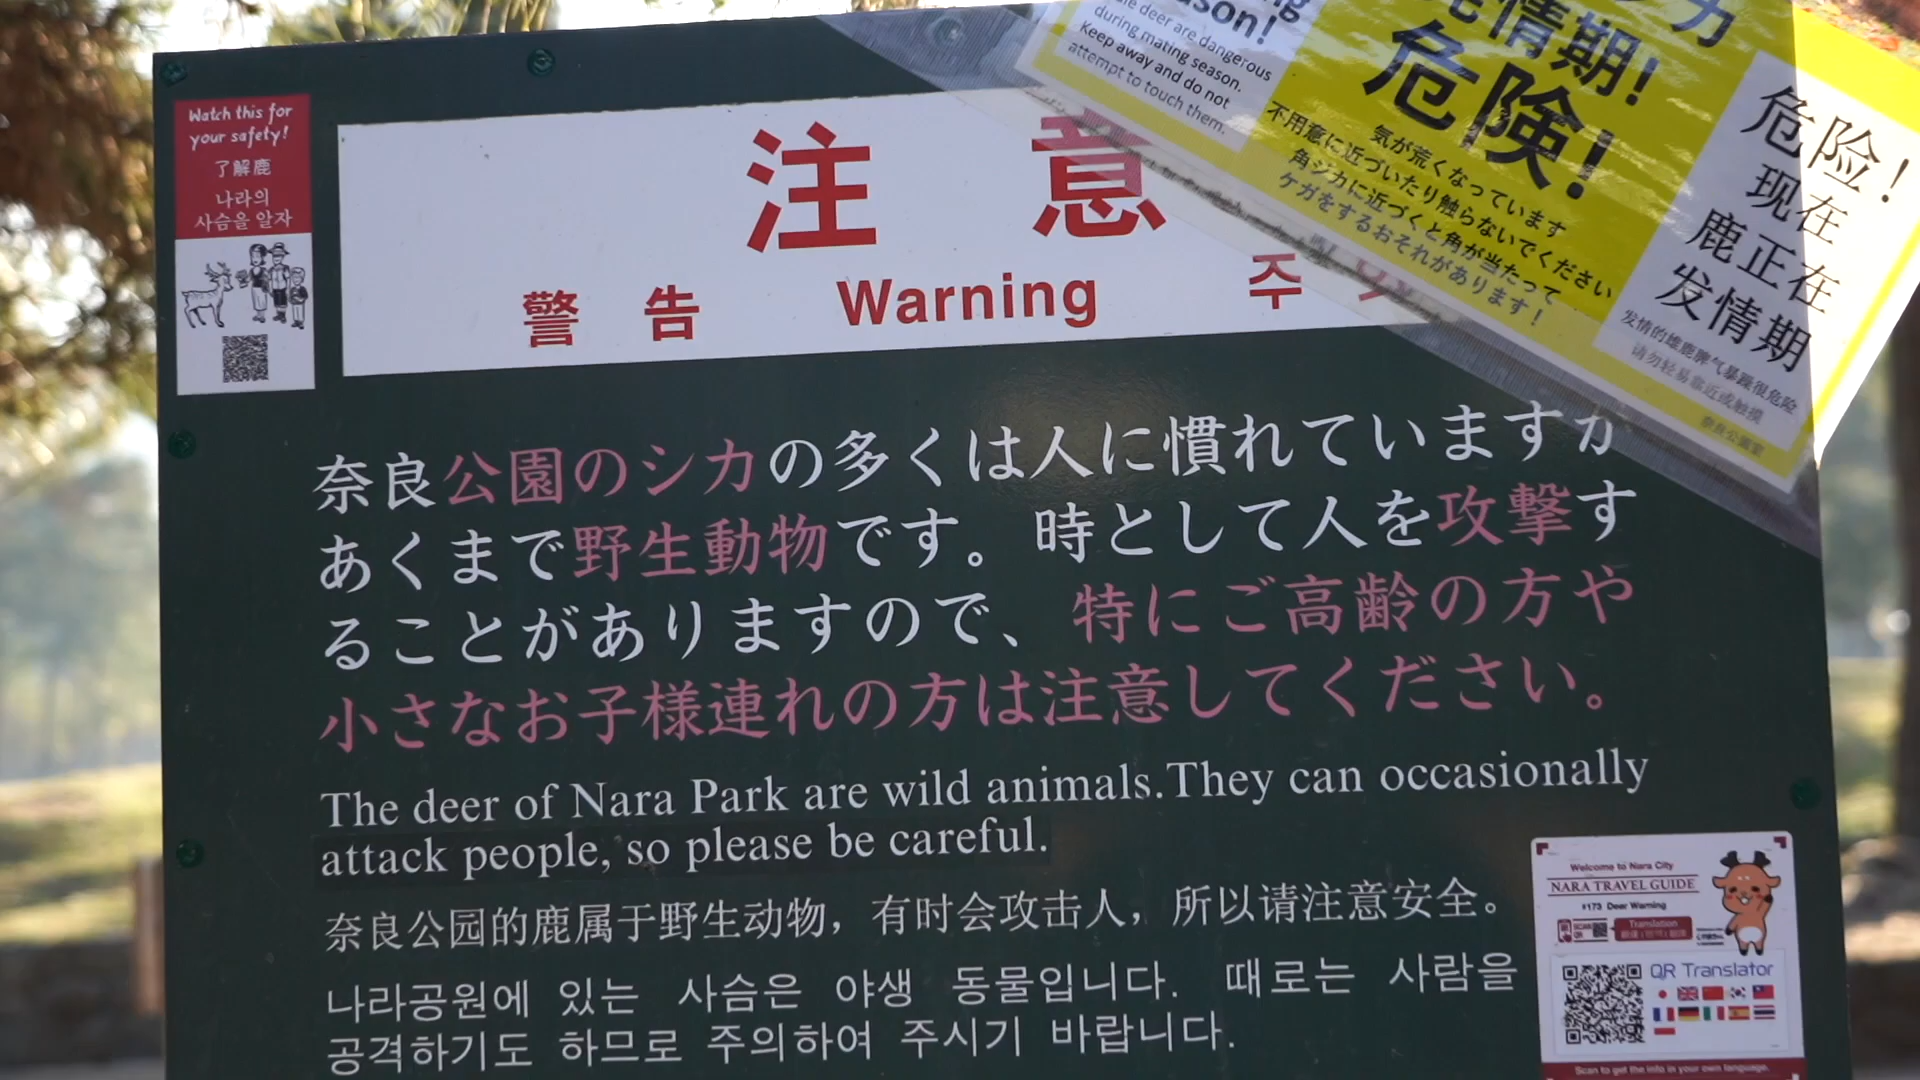 Watch this for
your safety!
了解鹿
나라의
사슴을 알자
注意
警告 Warning 주
son!
deer are dangerous
during mating season.
Keep away and do not
attempt to touch them.
情期!
危険!
気が荒くなっています
不用意に近づいたり触らないでください
角ジカに近づくと角が当たって
ケガをするおそれがあります!
危险!
现在
鹿正在
发情期
发情的雄鹿脾气暴躁很危险
请勿轻易靠近或触摸
奈良公園室
奈良公園のシカの多くは人に慣れていますが
あくまで野生動物です。時として人を攻撃す
ることがありますので、特にご高齢の方や
小さなお子様連れの方は注意してください。
The deer of Nara Park are wild animals.They can occasionally
attack people, so please be careful.
奈良公园的鹿属于野生动物，有时会攻击人，所以请注意安全。
나라공원에 있는 사슴은 야생 동물입니다. 때로는 사람을
공격하기도 하므로 주의하여 주시기 바랍니다.
Welcome to Nara City
NARA TRAVEL GUIDE
#173 Deer Warning
SCAN QR
Translation
QR Translator
Scan to get the info in your own language.